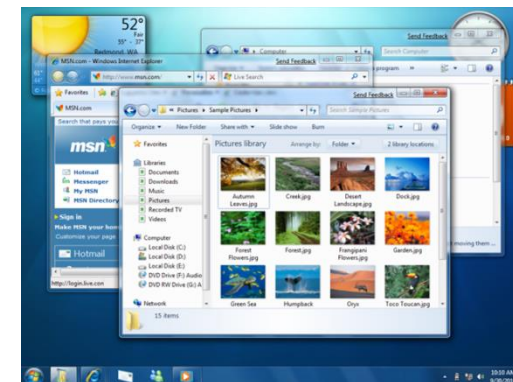 52°
Fair
55° - 37°
Redmond, WA
Send Feedback
Computer
Search Computer
MSN.com - Windows Internet Explorer
Send Feedback
http://www.msn.com/
Live Search
program
Favorites
Send Feedback
MSN.com
Pictures
Sample Pictures
Search Sample Pictures
Search that pays you
Organize
New Folder
Share with
Slide show
Burn
msn
Favorites
Pictures library
Arrange by:
Folder
2 library locations
Libraries
Documents
Downloads
Music
Pictures
Recorded TV
Videos
Hotmail
Messenger
My MSN
MSN Directory
Autumn Leaves.jpg
Creek.jpg
Desert Landscape.jpg
Dock.jpg
Sign in
Make MSN your home
Customize your page
Computer
Local Disk (C:)
Local Disk (D:)
Local Disk (E:)
DVD Drive (F:) Audio
DVD RW Drive (G:) A
Forest Flowers.jpg
Forest.jpg
Frangipani Flowers.jpg
Garden.jpg
moving them ...
Hotmail
http://login.live.com
Network
Green Sea
Humpback
Oryx
Toco Toucan.jpg
15 items
10:10 AM